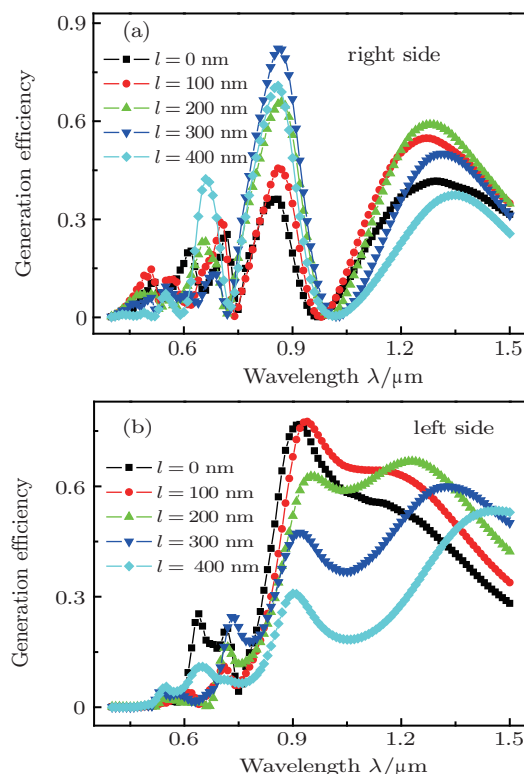 (a)
right side
l = 0 nm
l = 100 nm
l = 200 nm
l = 300 nm
l = 400 nm
Generation efficiency
0.9
0.6
0.3
0
0.6 0.9 1.2 1.5
Wavelength λ/μm
(b)
left side
l = 0 nm
l = 100 nm
l = 200 nm
l = 300 nm
l = 400 nm
Generation efficiency
0.6
0.3
0
0.6 0.9 1.2 1.5
Wavelength λ/μm